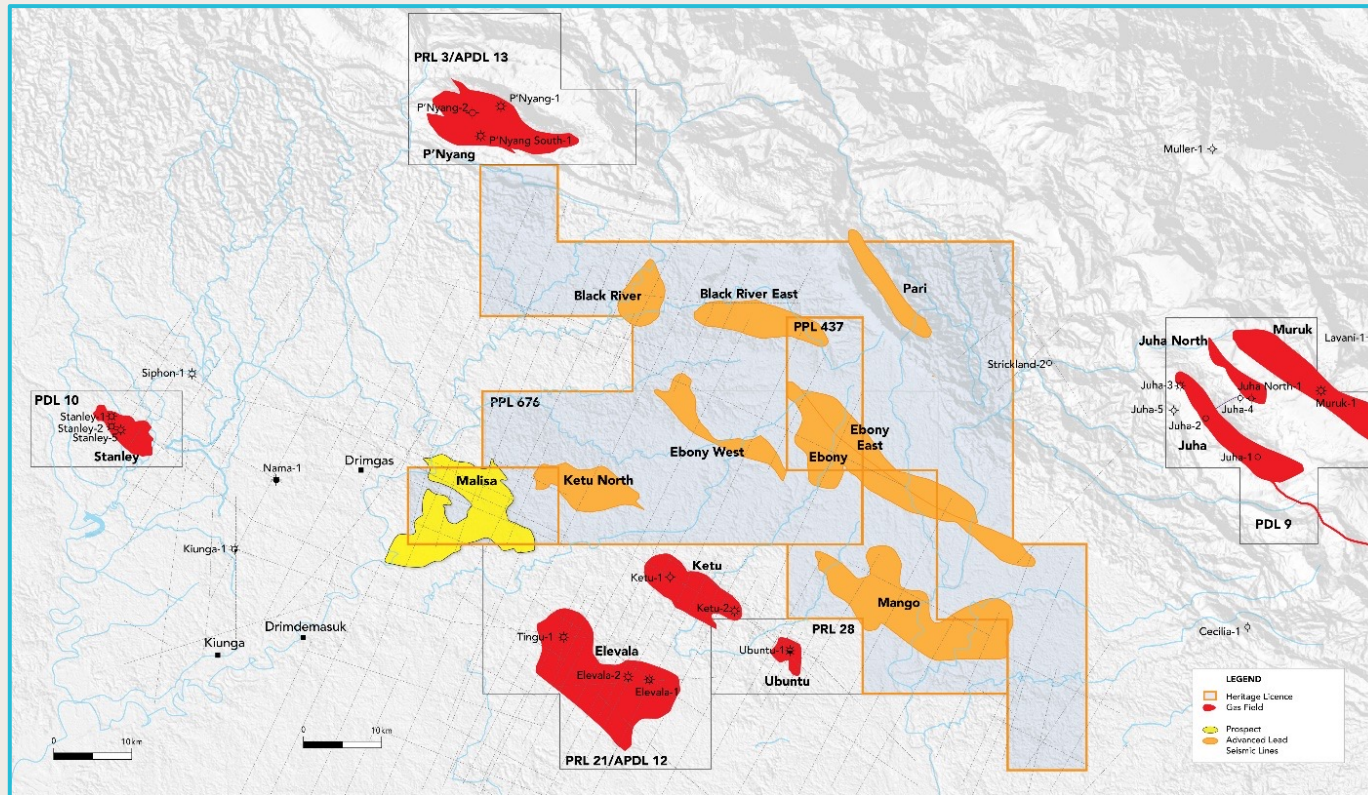 PRL 3/APDL 13
P'Nyang-1
P'Nyang-2
P'Nyang South-1
P'Nyang
Muller-1
Black River
Black River East
Pari
PPL 437
Juha North
Muruk
Lavani-1
Siphon-1
Strickland-2
Juha-3
Juha North-1
Muruk-1
PDL 10
PPL 676
Juha-5
Juha-4
Stanley-1
Stanley-2
Stanley-5
Stanley
Juha-2
Ebony
East
Ebony West
Ebony
Juha
Juha-1
Drimgas
Nama-1
Malisa
Ketu North
PDL 9
Kiunga-1
Ketu
Ketu-1
Ketu-2
Mango
Drimdemasuk
Kiunga
Tingu-1
Elevala
PRL 28
Ubuntu-1
Ubuntu
Cecilia-1
Elevala-2
Elevala-1
LEGEND
Heritage Licence
Gas Field
Prospect
Advanced Lead
Seismic Lines
0 10km
0 10km
PRL 21/APDL 12